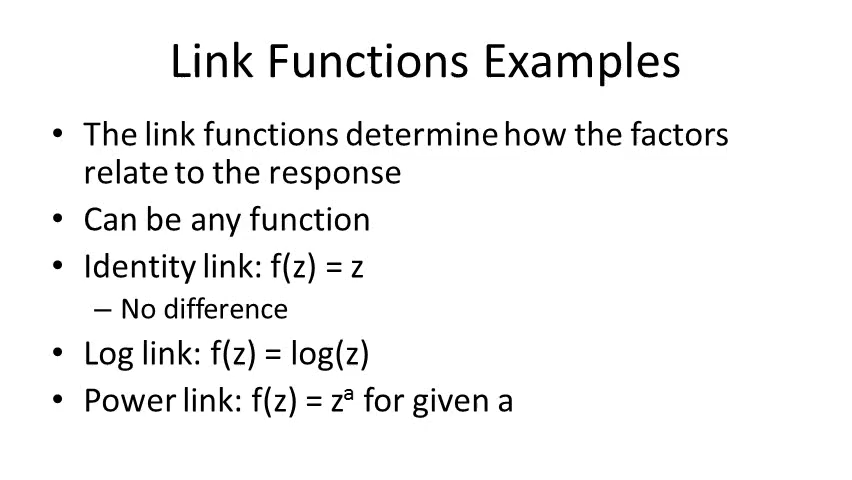 Link Functions Examples
• The link functions determine how the factors
relate to the response
• Can be any function
• Identity link: f(z) = z
– No difference
• Log link: f(z) = log(z)
• Power link: f(z) = zᵃ for given a